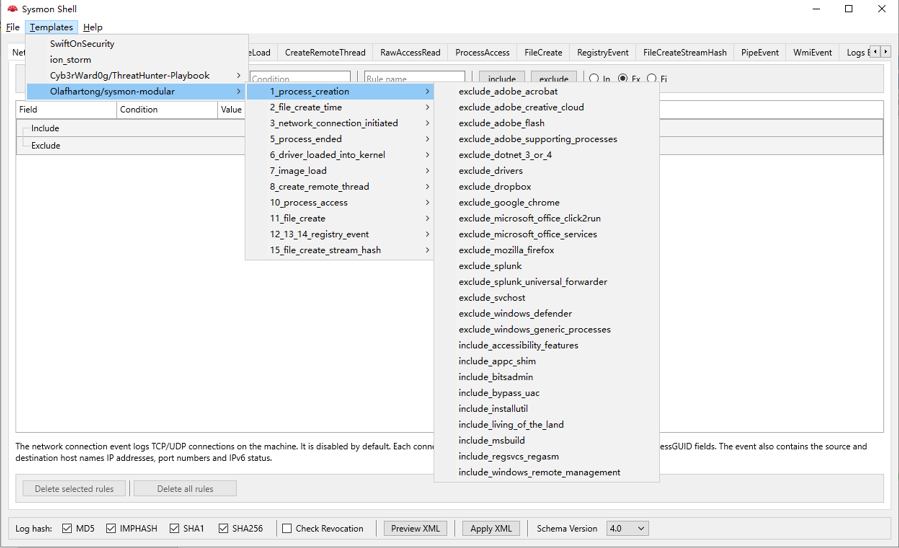 Sysmon Shell
File Templates Help
Net
eLoad CreateRemoteThread RawAccessRead ProcessAccess FileCreate RegistryEvent FileCreateStreamHash PipeEvent WmiEvent Logs E
SwiftOnSecurity
ion_storm
Cyb3rWard0g/ThreatHunter-Playbook
Olafhartong/sysmon-modular
Condition Rule name include exclude In Ex Fi
Field Condition Value
Include
Exclude
1_process_creation
2_file_create_time
3_network_connection_initiated
5_process_ended
6_driver_loaded_into_kernel
7_image_load
8_create_remote_thread
10_process_access
11_file_create
12_13_14_registry_event
15_file_create_stream_hash
exclude_adobe_acrobat
exclude_adobe_creative_cloud
exclude_adobe_flash
exclude_adobe_supporting_processes
exclude_dotnet_3_or_4
exclude_drivers
exclude_dropbox
exclude_google_chrome
exclude_microsoft_office_click2run
exclude_microsoft_office_services
exclude_mozilla_firefox
exclude_splunk
exclude_splunk_universal_forwarder
exclude_svchost
exclude_windows_defender
exclude_windows_generic_processes
include_accessibility_features
include_appc_shim
include_bitsadmin
include_bypass_uac
include_installutil
include_living_of_the_land
include_msbuild
include_regsvcs_regasm
include_windows_remote_management
The network connection event logs TCP/UDP connections on the machine. It is disabled by default. Each conne essGUID fields. The event also contains the source and
destination host names IP addresses, port numbers and IPv6 status.
Delete selected rules Delete all rules
Log hash: MD5 IMPHASH SHA1 SHA256 Check Revocation Preview XML Apply XML Schema Version 4.0